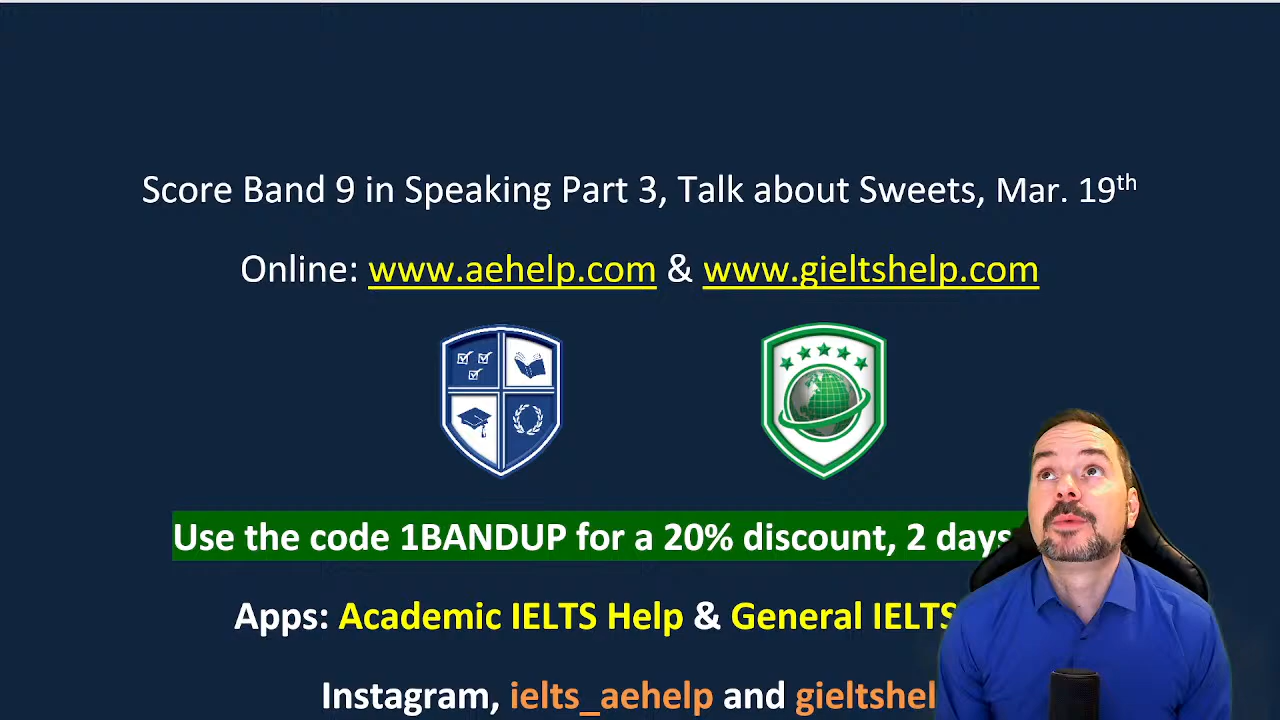 Score Band 9 in Speaking Part 3, Talk about Sweets, Mar. 19th
Online: www.aehelp.com & www.gieltshelp.com
Use the code 1BANDUP for a 20% discount, 2 days
Apps: Academic IELTS Help & General IELTS
Instagram, ielts_aehelp and gieltshel